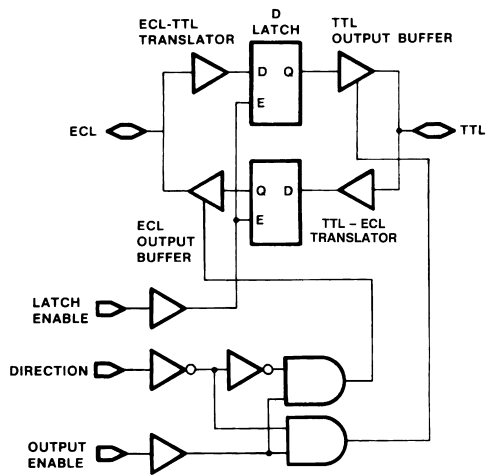 ECL-TTL
TRANSLATOR
D
LATCH
TTL
OUTPUT BUFFER
D Q
E
ECL
TTL
Q D
E
ECL
OUTPUT
BUFFER
TTL – ECL
TRANSLATOR
LATCH
ENABLE
DIRECTION
OUTPUT
ENABLE